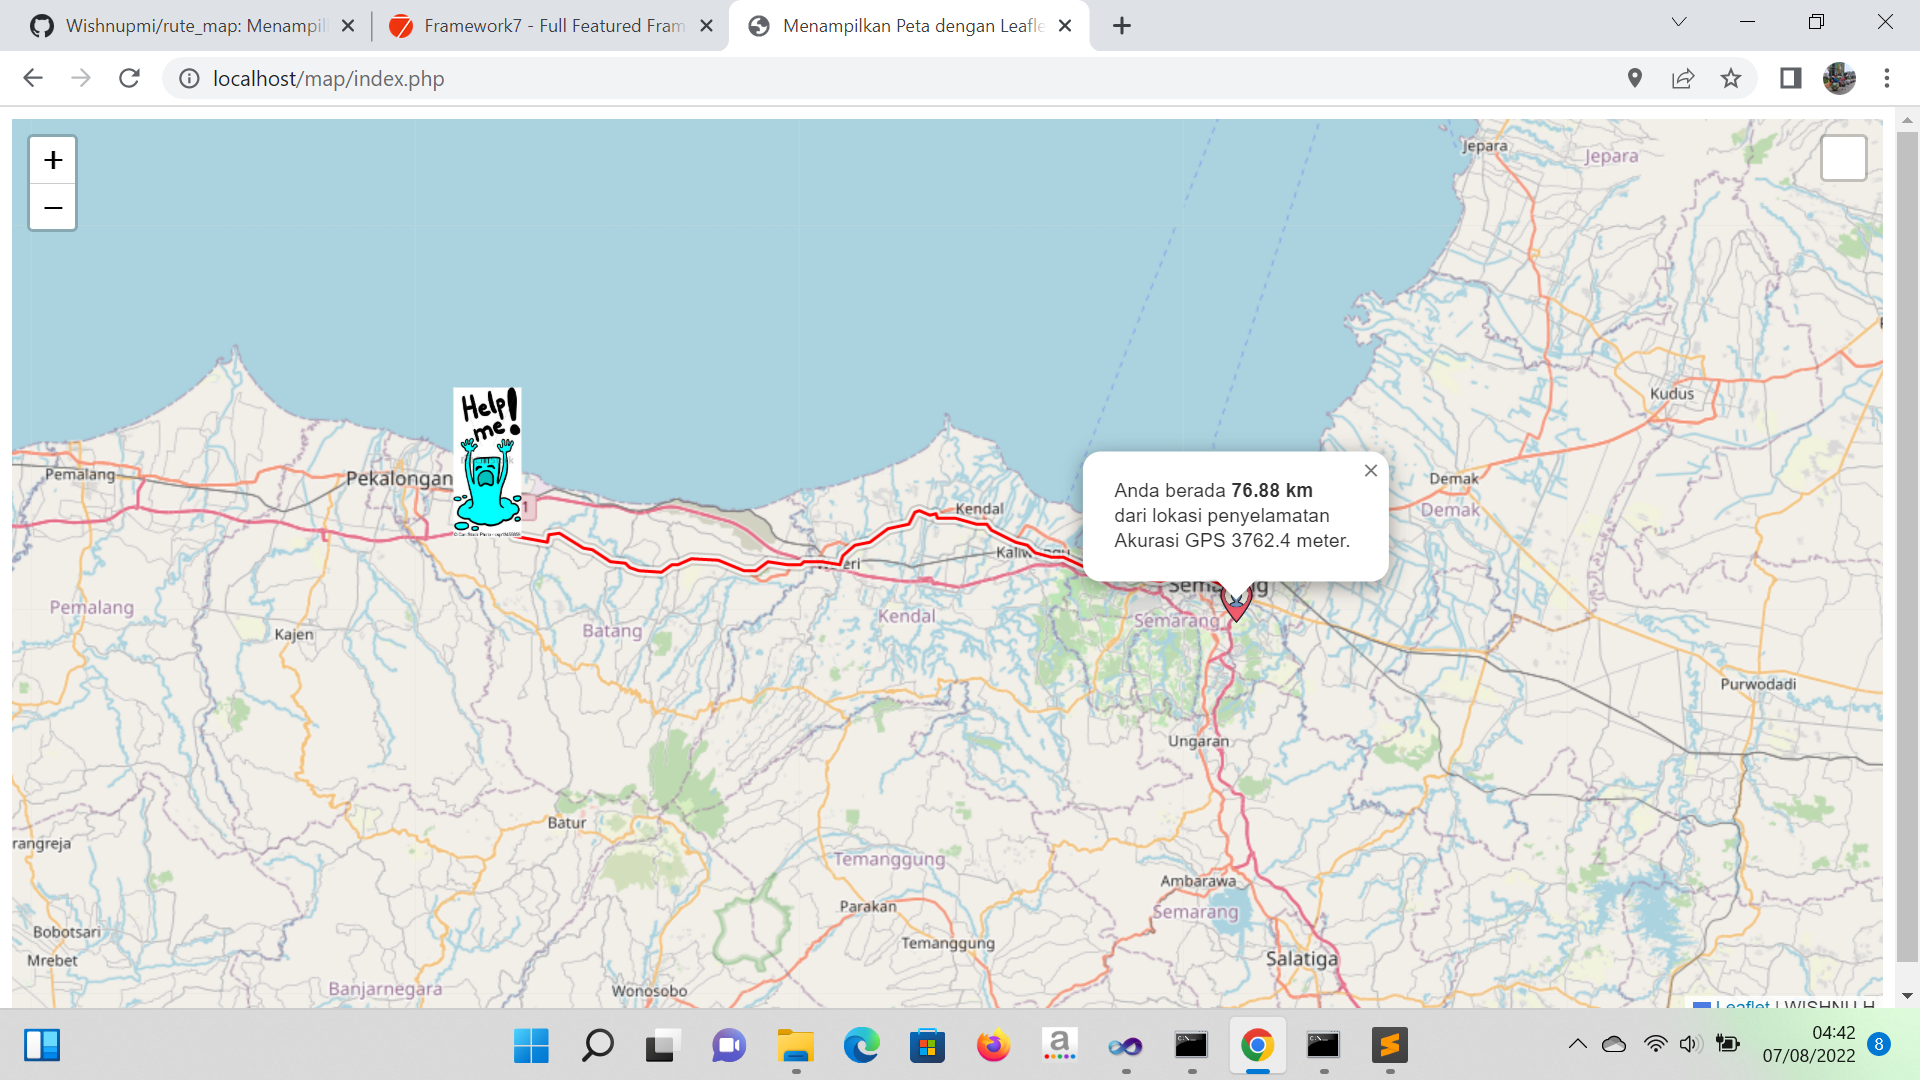 Wishnupmi/rute_map: Menampil
Framework7 - Full Featured Fram
Menampilkan Peta dengan Leafle
localhost/map/index.php
+
−
Jepara
Jepara
Kudus
Help
me!
Pemalang
Pekalongan
1
Kendal
Demak
Demak
Anda berada 76.88 km
dari lokasi penyelamatan
Akurasi GPS 3762.4 meter.
Pemalang
Kajen
Batang
Kendal
Semarang
Purwodadi
Ungaran
Batur
rangreja
Temanggung
Ambarawa
Parakan
Semarang
Bobotsari
Temanggung
Mrebet
Salatiga
Banjarnegara
Wonosobo
Leaflet | WISHNU H
04:42
07/08/2022
8